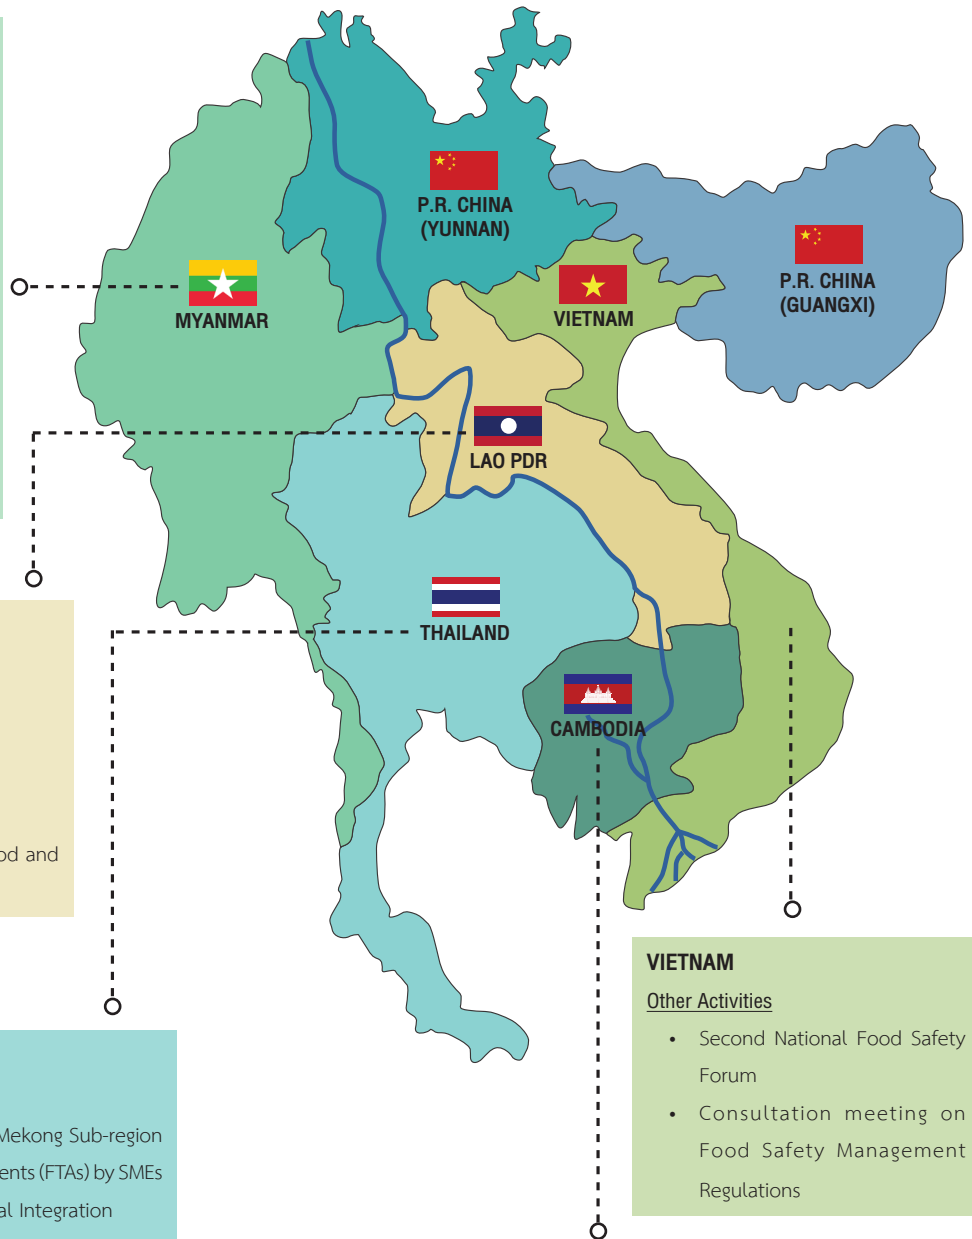 P.R. CHINA
(YUNNAN)
P.R. CHINA
(GUANGXI)
MYANMAR
VIETNAM
LAO PDR
THAILAND
CAMBODIA
od and
Mekong Sub-region
ents (FTAs) by SMEs
al Integration
VIETNAM
Other Activities
• Second National Food Safety
Forum
• Consultation meeting on
Food Safety Management
Regulations